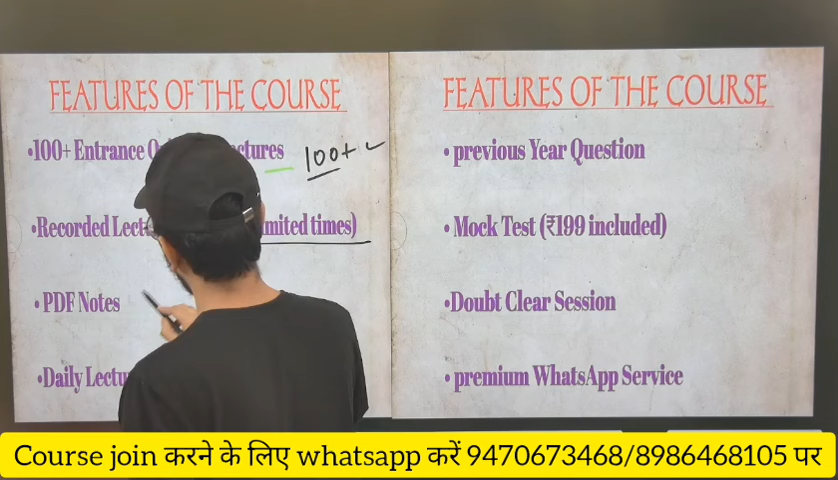 FEATURES OF THE COURSE
•100+ Entrance ctures 100+
•Recorded mited times)
• PDF Notes
•Daily
FEATURES OF THE COURSE
• previous Year Question
• Mock Test (₹199 included)
•Doubt Clear Session
• premium WhatsApp Service
Course join करने के लिए whatsapp करें 9470673468/8986468105 पर